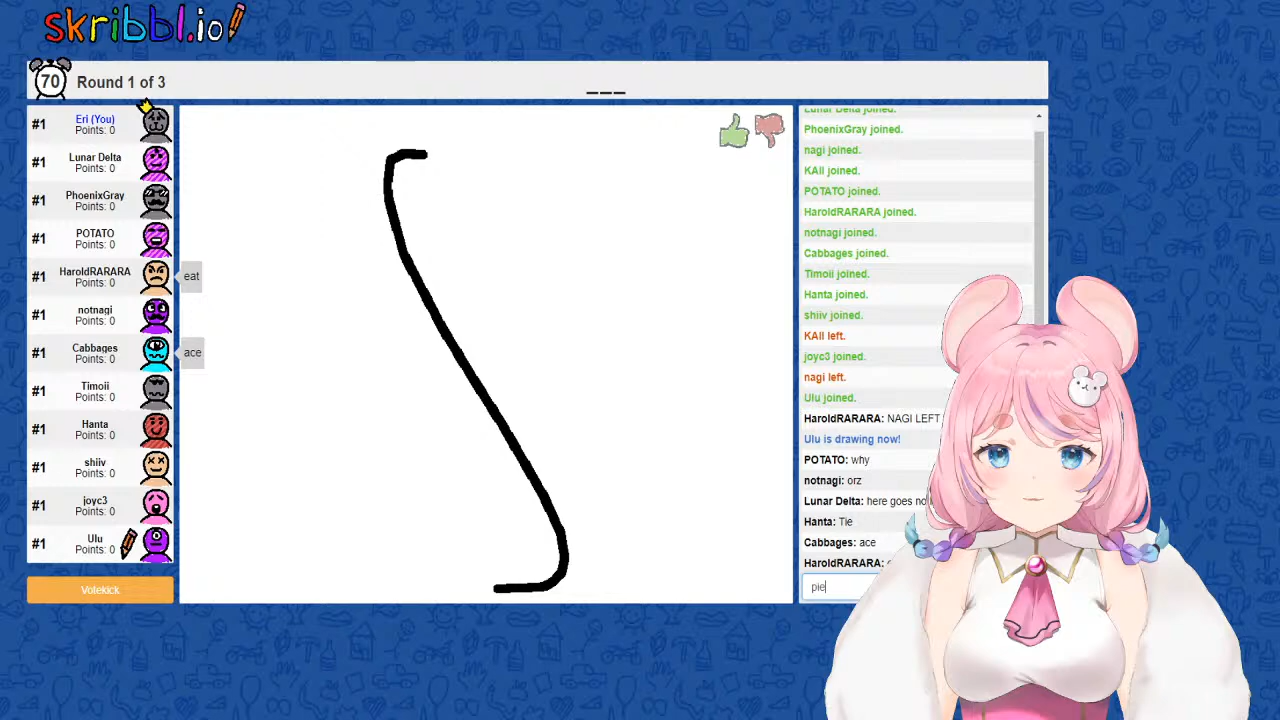 skribbl.io
70
Round 1 of 3
___
#1 Eri (You)
Points: 0
#1 Lunar Delta
Points: 0
#1 PhoenixGray
Points: 0
#1 POTATO
Points: 0
#1 HaroldRARARA
Points: 0
eat
#1 notnagi
Points: 0
#1 Cabbages
Points: 0
ace
#1 Timoii
Points: 0
#1 Hanta
Points: 0
#1 shiiv
Points: 0
#1 joyc3
Points: 0
#1 Ulu
Points: 0
Votekick
Lunar Delta joined.
PhoenixGray joined.
nagi joined.
KAll joined.
POTATO joined.
HaroldRARARA joined.
notnagi joined.
Cabbages joined.
Timoii joined.
Hanta joined.
shiiv joined.
KAll left.
joyc3 joined.
nagi left.
Ulu joined.
HaroldRARARA: NAGI LEFT
Ulu is drawing now!
POTATO: why
notnagi: orz
Lunar Delta: here goes
Hanta: Tie
Cabbages: ace
HaroldRARARA:
pie